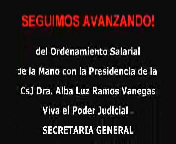 SEGUIMOS AVANZANDO!
del Ordenamiento Salarial
de la Mano con la Presidencia de la
CsJ Dra. Alba Luz Ramos Vanegas
Viva el Poder Judicial
SECRETARIA GENERAL